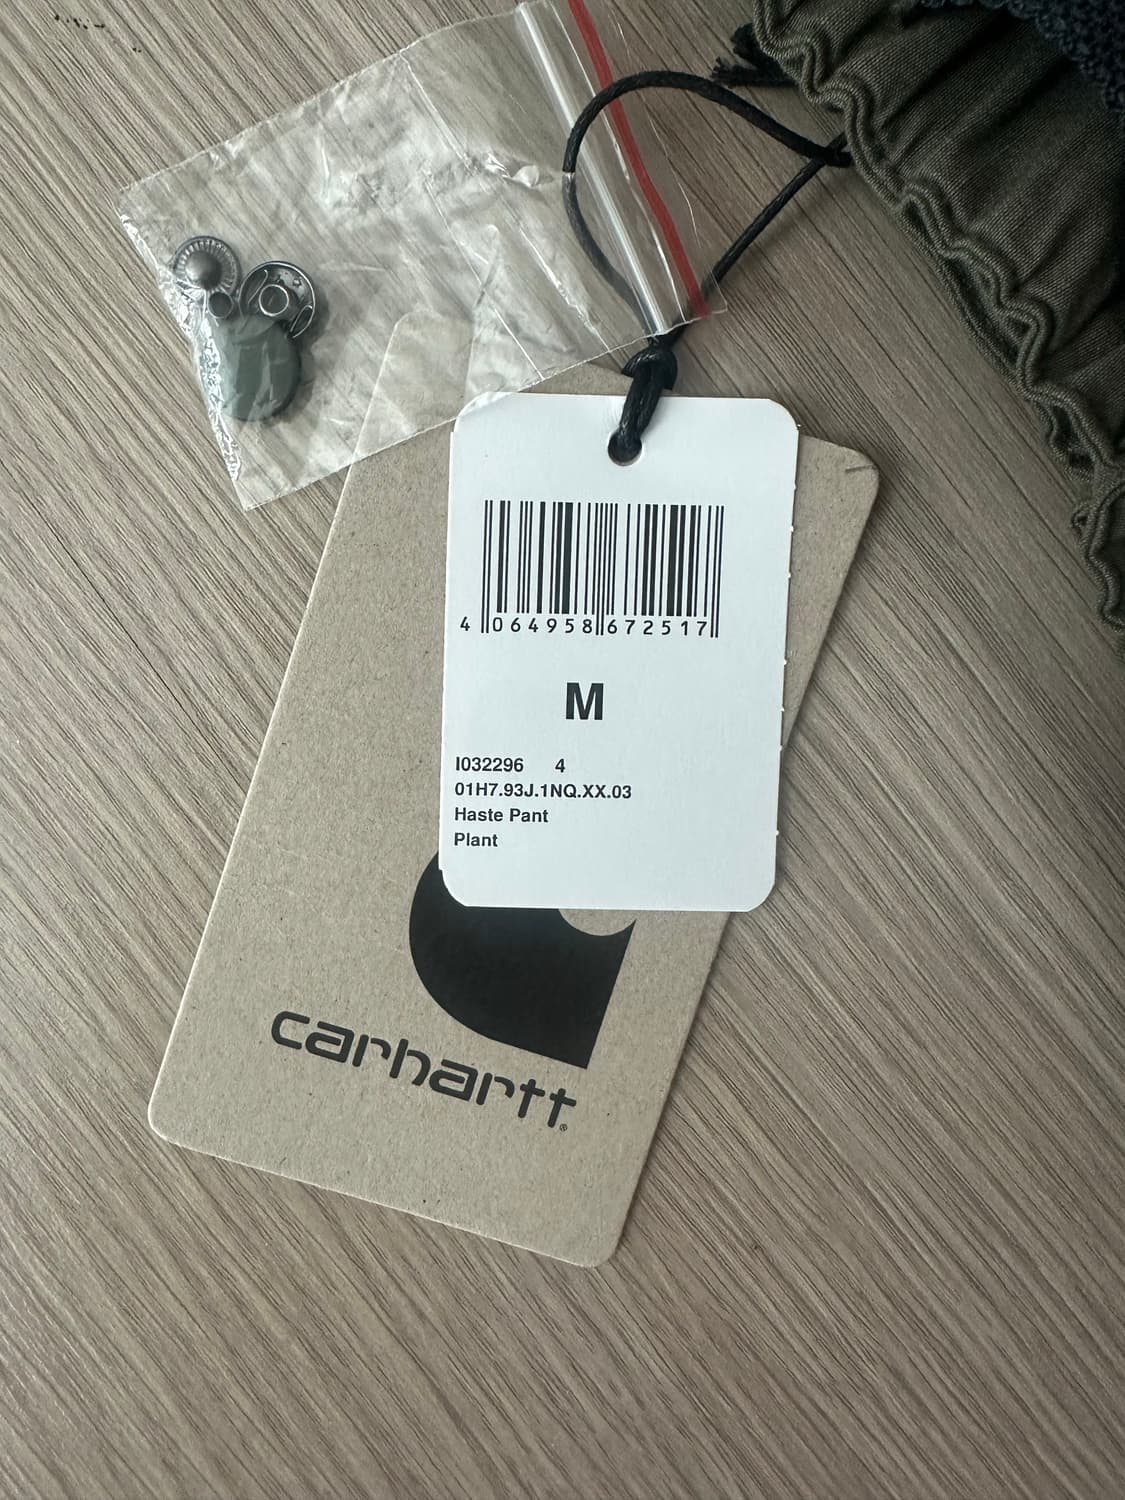 4 064958 672517
M
I032296 4
01H7.93J.1NQ.XX.03
Haste Pant
Plant
carhartt®